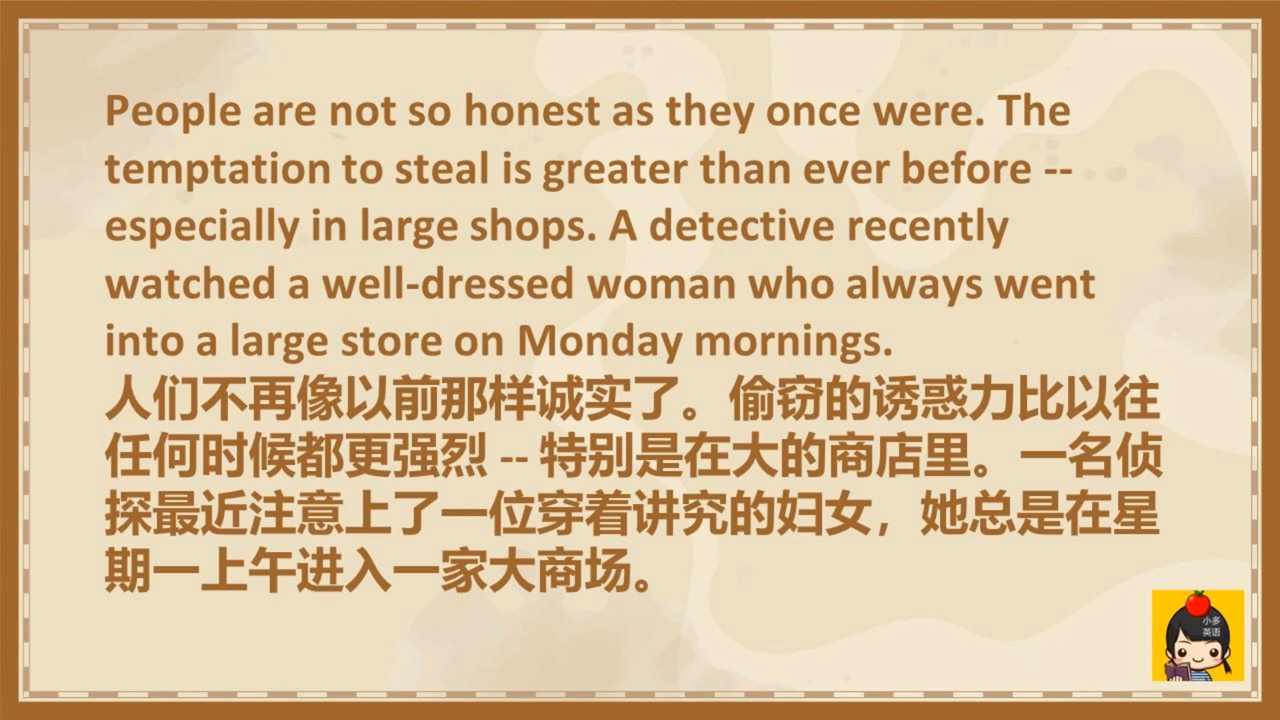 People are not so honest as they once were. The
temptation to steal is greater than ever before --
especially in large shops. A detective recently
watched a well-dressed woman who always went
into a large store on Monday mornings.
人们不再像以前那样诚实了。偷窃的诱惑力比以往
任何时候都更强烈 -- 特别是在大的商店里。一名侦
探最近注意上了一位穿着讲究的妇女，她总是在星
期一上午进入一家大商场。
小多
英语